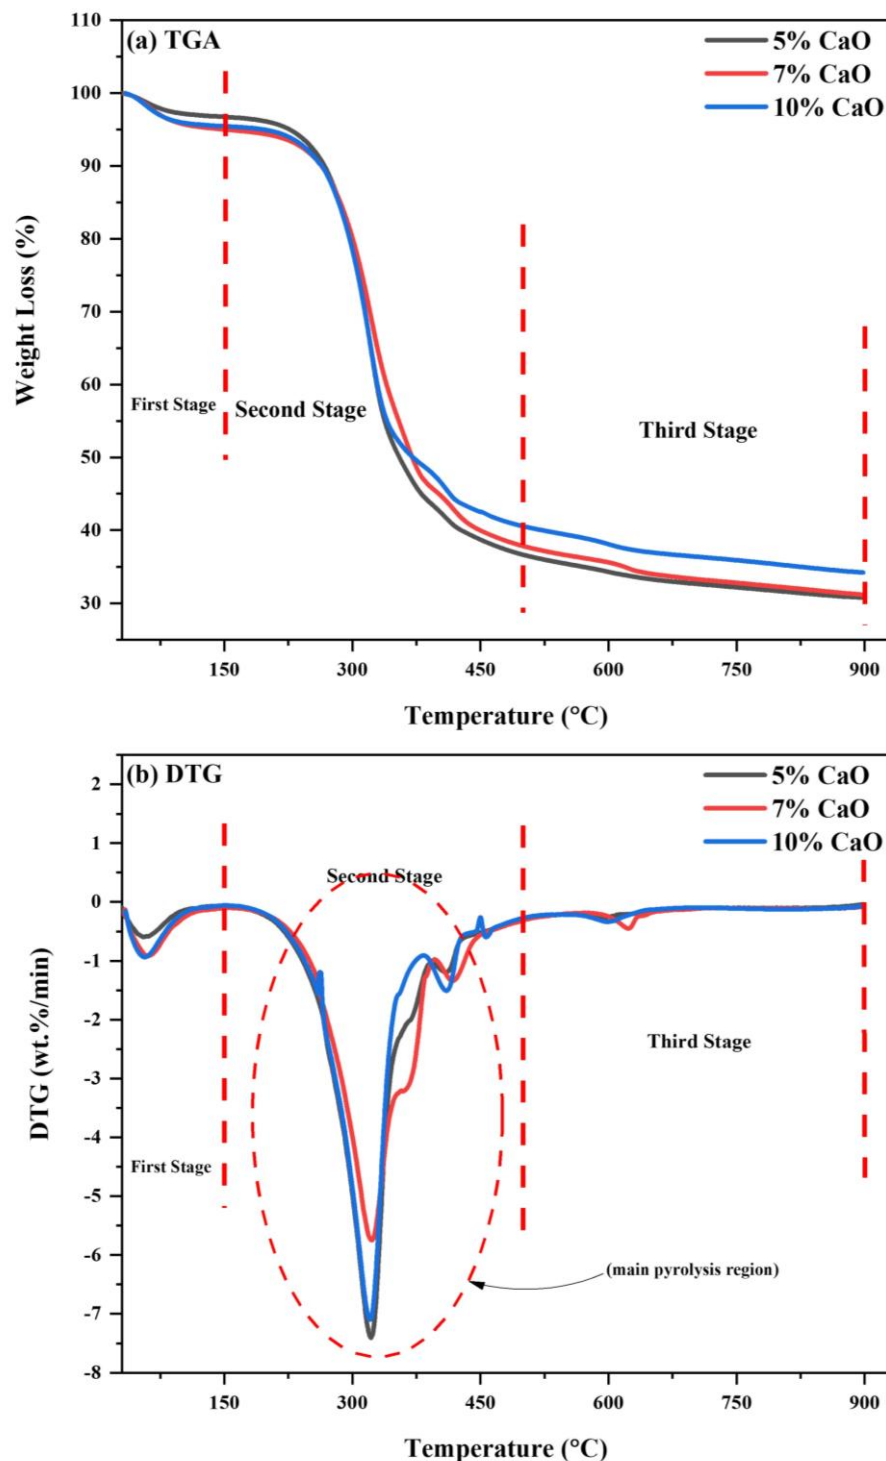 110
(a) TGA
5% CaO
7% CaO
10% CaO
100
90
80
70
60
50
40
30
Weight Loss (%)
First Stage
Second Stage
Third Stage
150
300
450
600
750
900
Temperature (°C)
(b) DTG
5% CaO
7% CaO
10% CaO
2
1
0
-1
-2
-3
-4
-5
-6
-7
-8
DTG (wt.%/min)
Second Stage
Third Stage
First Stage
(main pyrolysis region)
150
300
450
600
750
900
Temperature (°C)